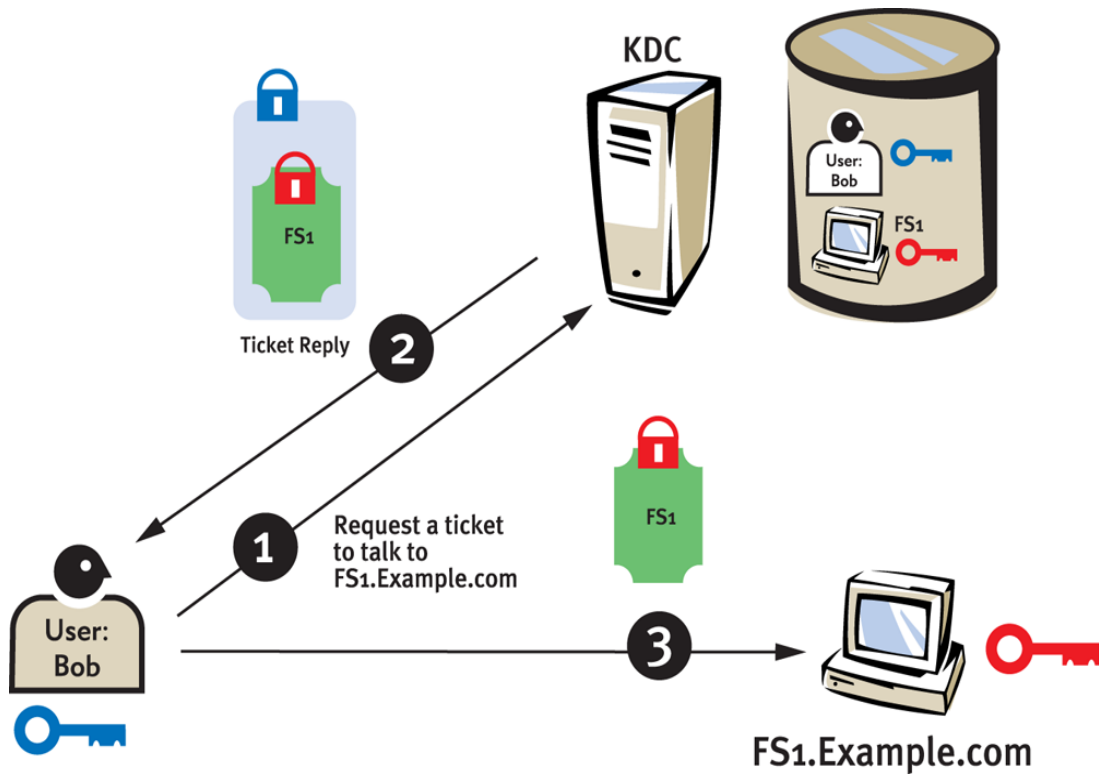 KDC
User:
Bob
FS1
FS1
Ticket Reply
2
1
Request a ticket
to talk to
FS1.Example.com
FS1
3
User:
Bob
FS1.Example.com